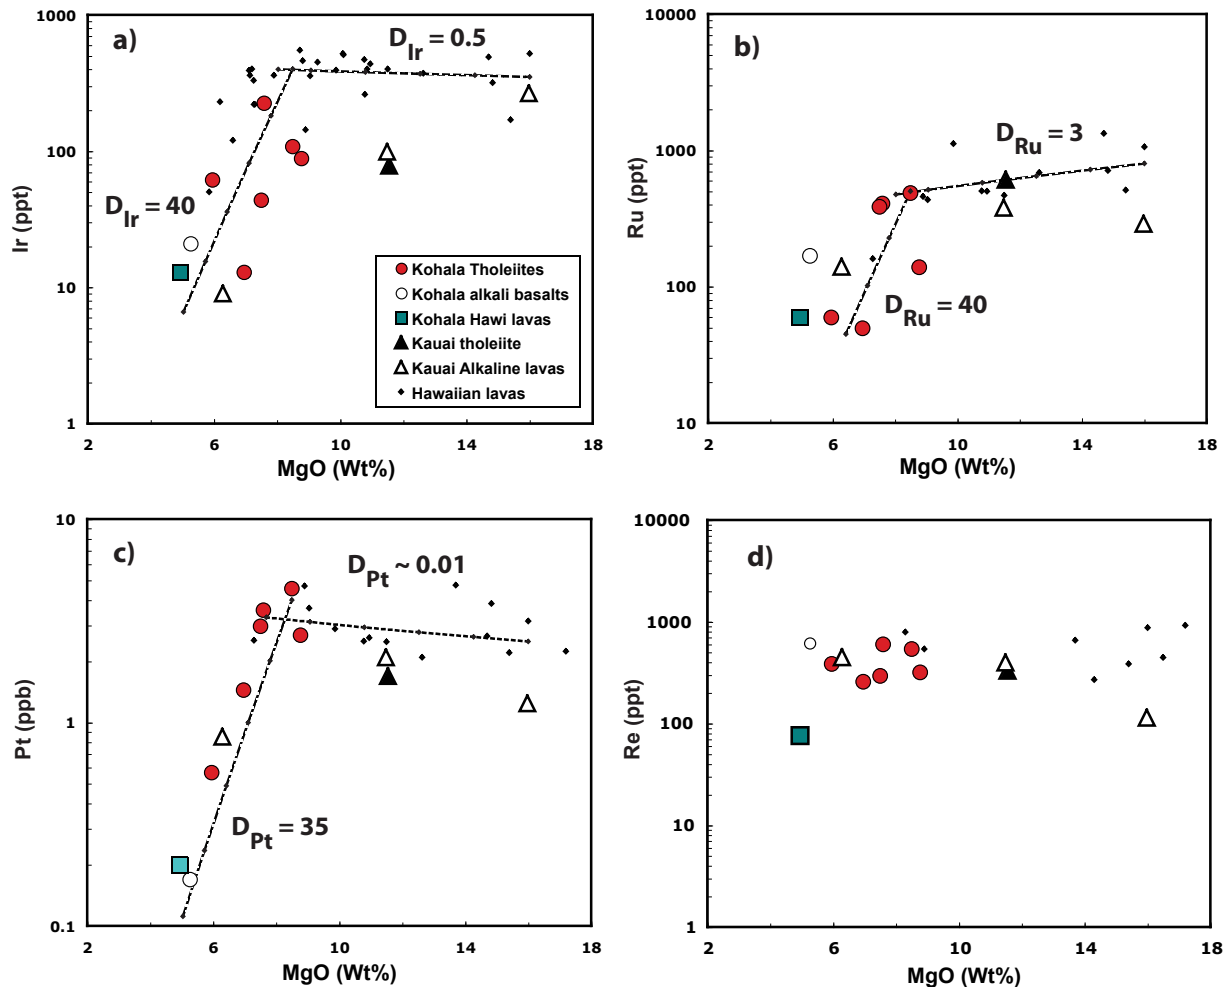 a)
D_Ir = 0.5
D_Ir = 40
1000
100
10
1
Ir (ppt)
2 6 10 14 18
MgO (Wt%)
Kohala Tholeiites
Kohala alkali basalts
Kohala Hawi lavas
Kauai tholeiite
Kauai Alkaline lavas
Hawaiian lavas
b)
D_Ru = 3
D_Ru = 40
10000
1000
100
10
Ru (ppt)
2 6 10 14 18
MgO (Wt%)
c)
D_Pt ~ 0.01
D_Pt = 35
10
1
0.1
Pt (ppb)
2 6 10 14 18
MgO (Wt%)
d)
10000
1000
100
10
1
Re (ppt)
2 6 10 14 18
MgO (Wt%)